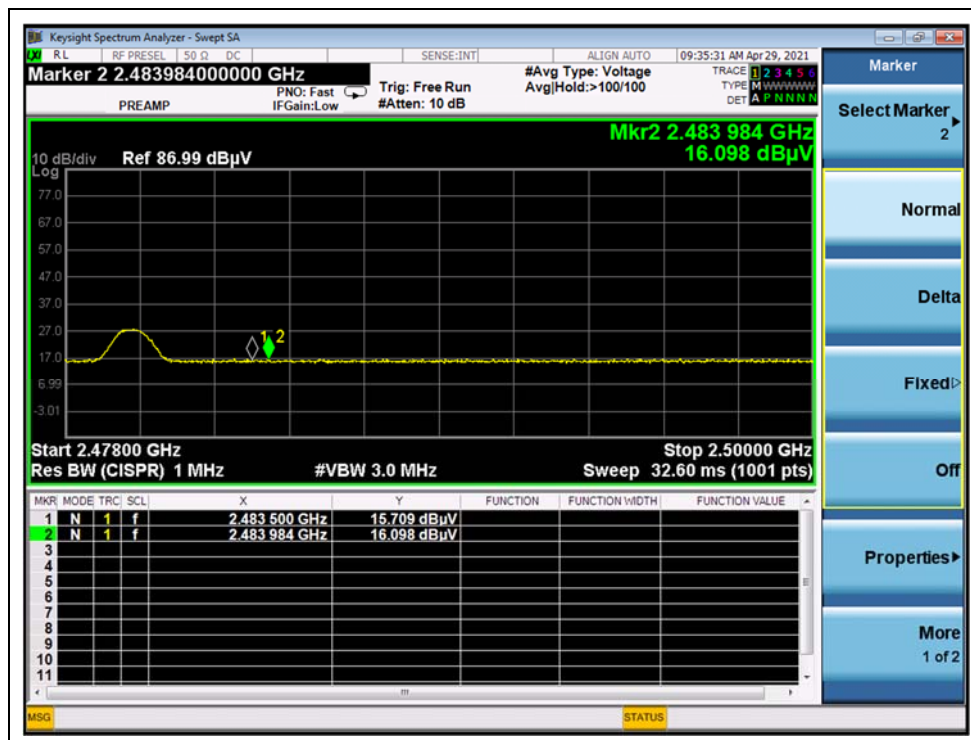 Keysight Spectrum Analyzer - Swept SA
RL RF PRESEL 50 Ω DC SENSE:INT ALIGN AUTO 09:35:31 AM Apr 29, 2021
Marker 2 2.483984000000 GHz
PREAMP
PNO: Fast
IFGain:Low
Trig: Free Run
#Atten: 10 dB
#Avg Type: Voltage
Avg|Hold:>100/100
TRACE 1 2 3 4 5 6
TYPE M WWWWW
DET A P N N N N
Mkr2 2.483 984 GHz
16.098 dBµV
10 dB/div Ref 86.99 dBµV
Log
77.0
67.0
57.0
47.0
37.0
27.0
17.0
6.99
-3.01
1 2
Start 2.47800 GHz Stop 2.50000 GHz
Res BW (CISPR) 1 MHz #VBW 3.0 MHz Sweep 32.60 ms (1001 pts)
MKR MODE TRC SCL X Y FUNCTION FUNCTION WIDTH FUNCTION VALUE
1 N 1 f 2.483 500 GHz 15.709 dBµV
2 N 1 f 2.483 984 GHz 16.098 dBµV
3
4
5
6
7
8
9
10
11
MSG STATUS
Marker
Select Marker
2
Normal
Delta
Fixed
Off
Properties
More
1 of 2